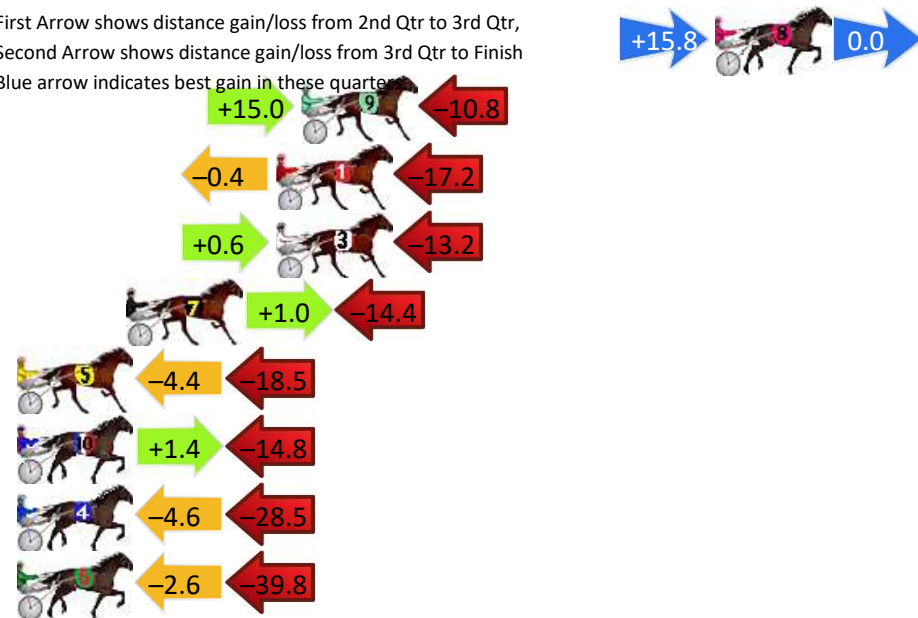 First Arrow shows distance gain/loss from 2nd Qtr to 3rd Qtr,
Second Arrow shows distance gain/loss from 3rd Qtr to Finish
Blue arrow indicates best gain in these quarters.
+15.8 8 0.0
+15.0 9 −10.8
−0.4 1 −17.2
+0.6 3 −13.2
7 +1.0 −14.4
5 −4.4 −18.5
10 +1.4 −14.8
4 −4.6 −28.5
6 −2.6 −39.8